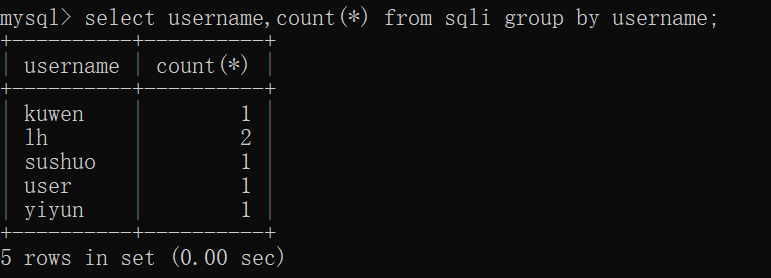 mysql> select username,count(*) from sqli group by username;
+----------+----------+
| username | count(*) |
+----------+----------+
| kuwen    |        1 |
| lh       |        2 |
| sushuo   |        1 |
| user     |        1 |
| yiyun    |        1 |
+----------+----------+
5 rows in set (0.00 sec)